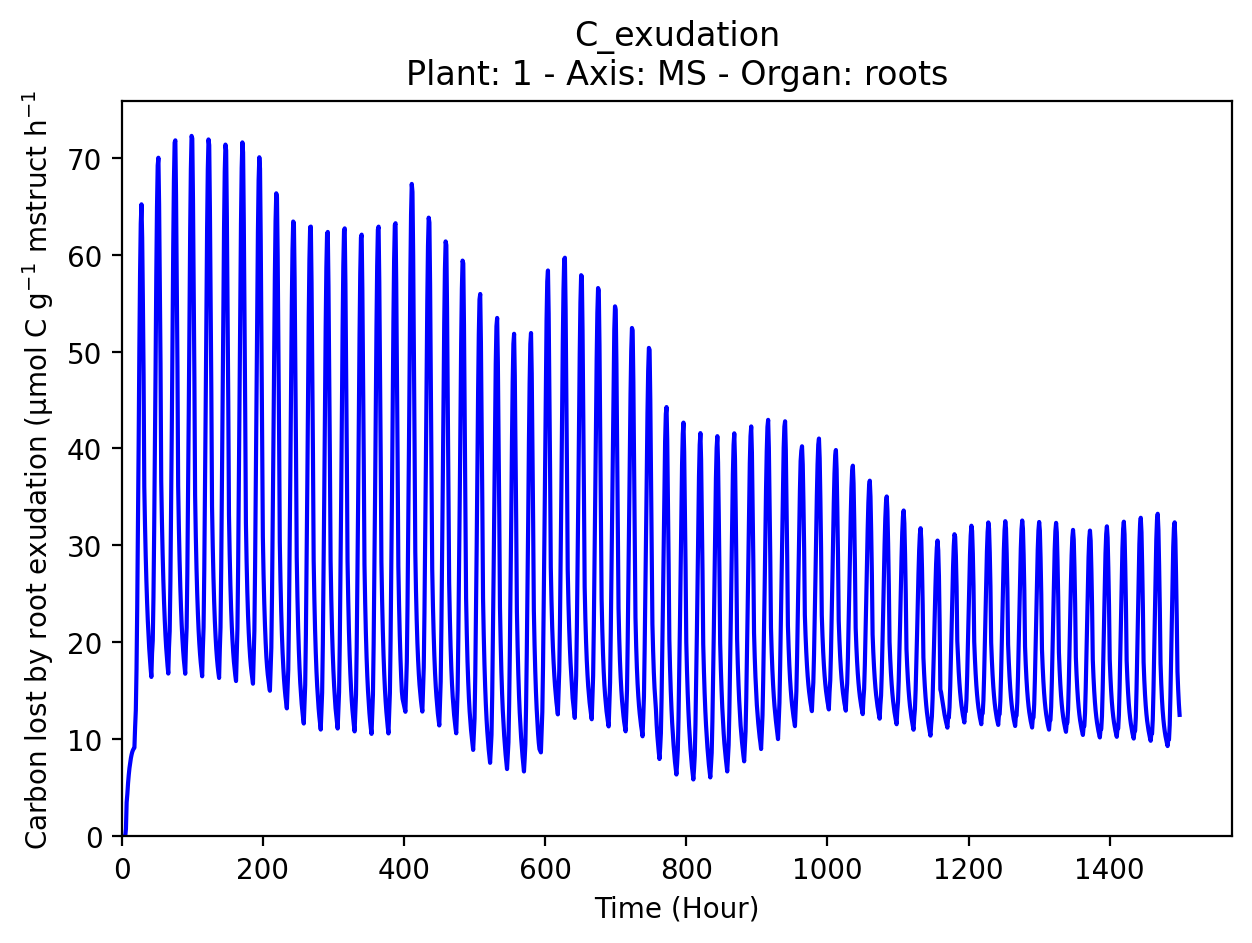 C_exudation
Plant: 1 - Axis: MS - Organ: roots
Carbon lost by root exudation (µmol C g⁻¹ mstruct h⁻¹
70
60
50
40
30
20
10
0
0 200 400 600 800 1000 1200 1400
Time (Hour)